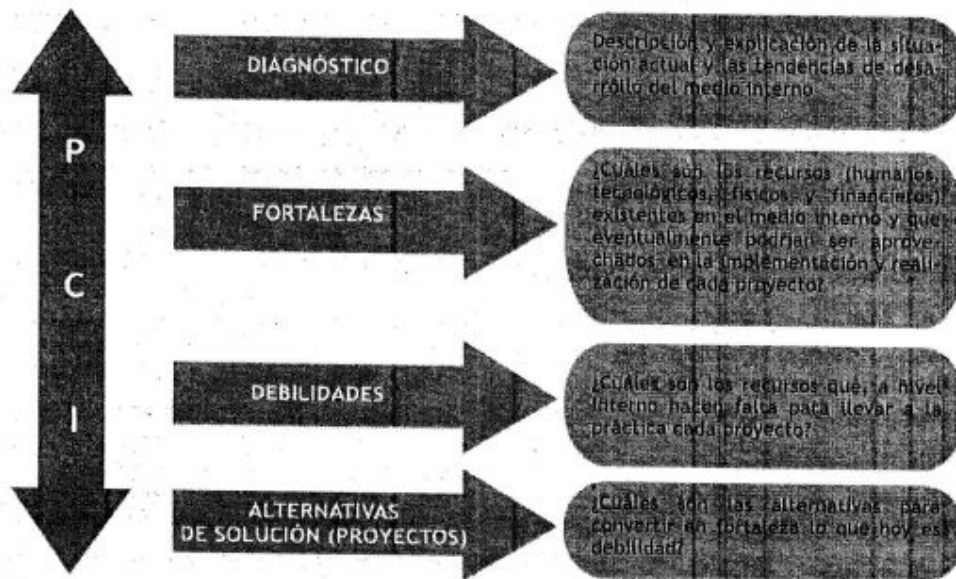 P
C
I
DIAGNÓSTICO
Descripción y explicación de la situa-
ción actual y las tendencias de desa-
rrollo del medio interno
FORTALEZAS
¿Cuáles son los recursos (humanos,
tecnológicos, físicos y financieros)
existentes en el medio interno y que
eventualmente podrían ser aprove-
chados en la implementación y reali-
zación de cada proyecto?
DEBILIDADES
¿Cuáles son los recursos que, a nivel
interno hacen falta para llevar a la
práctica cada proyecto?
ALTERNATIVAS
DE SOLUCIÓN (PROYECTOS)
¿Cuáles son las alternativas para
convertir en fortaleza lo que hoy es
debilidad?